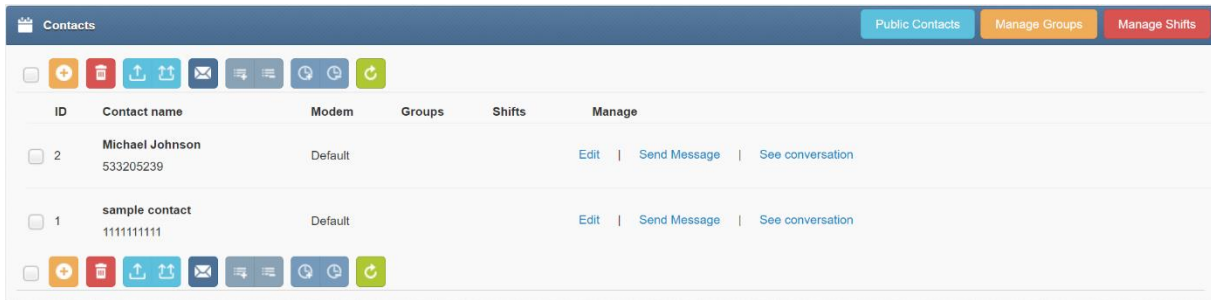 Contacts Public Contacts Manage Groups Manage Shifts
ID Contact name Modem Groups Shifts Manage
Michael Johnson
2 Default Edit | Send Message | See conversation
533205239
sample contact
1 Default Edit | Send Message | See conversation
1111111111